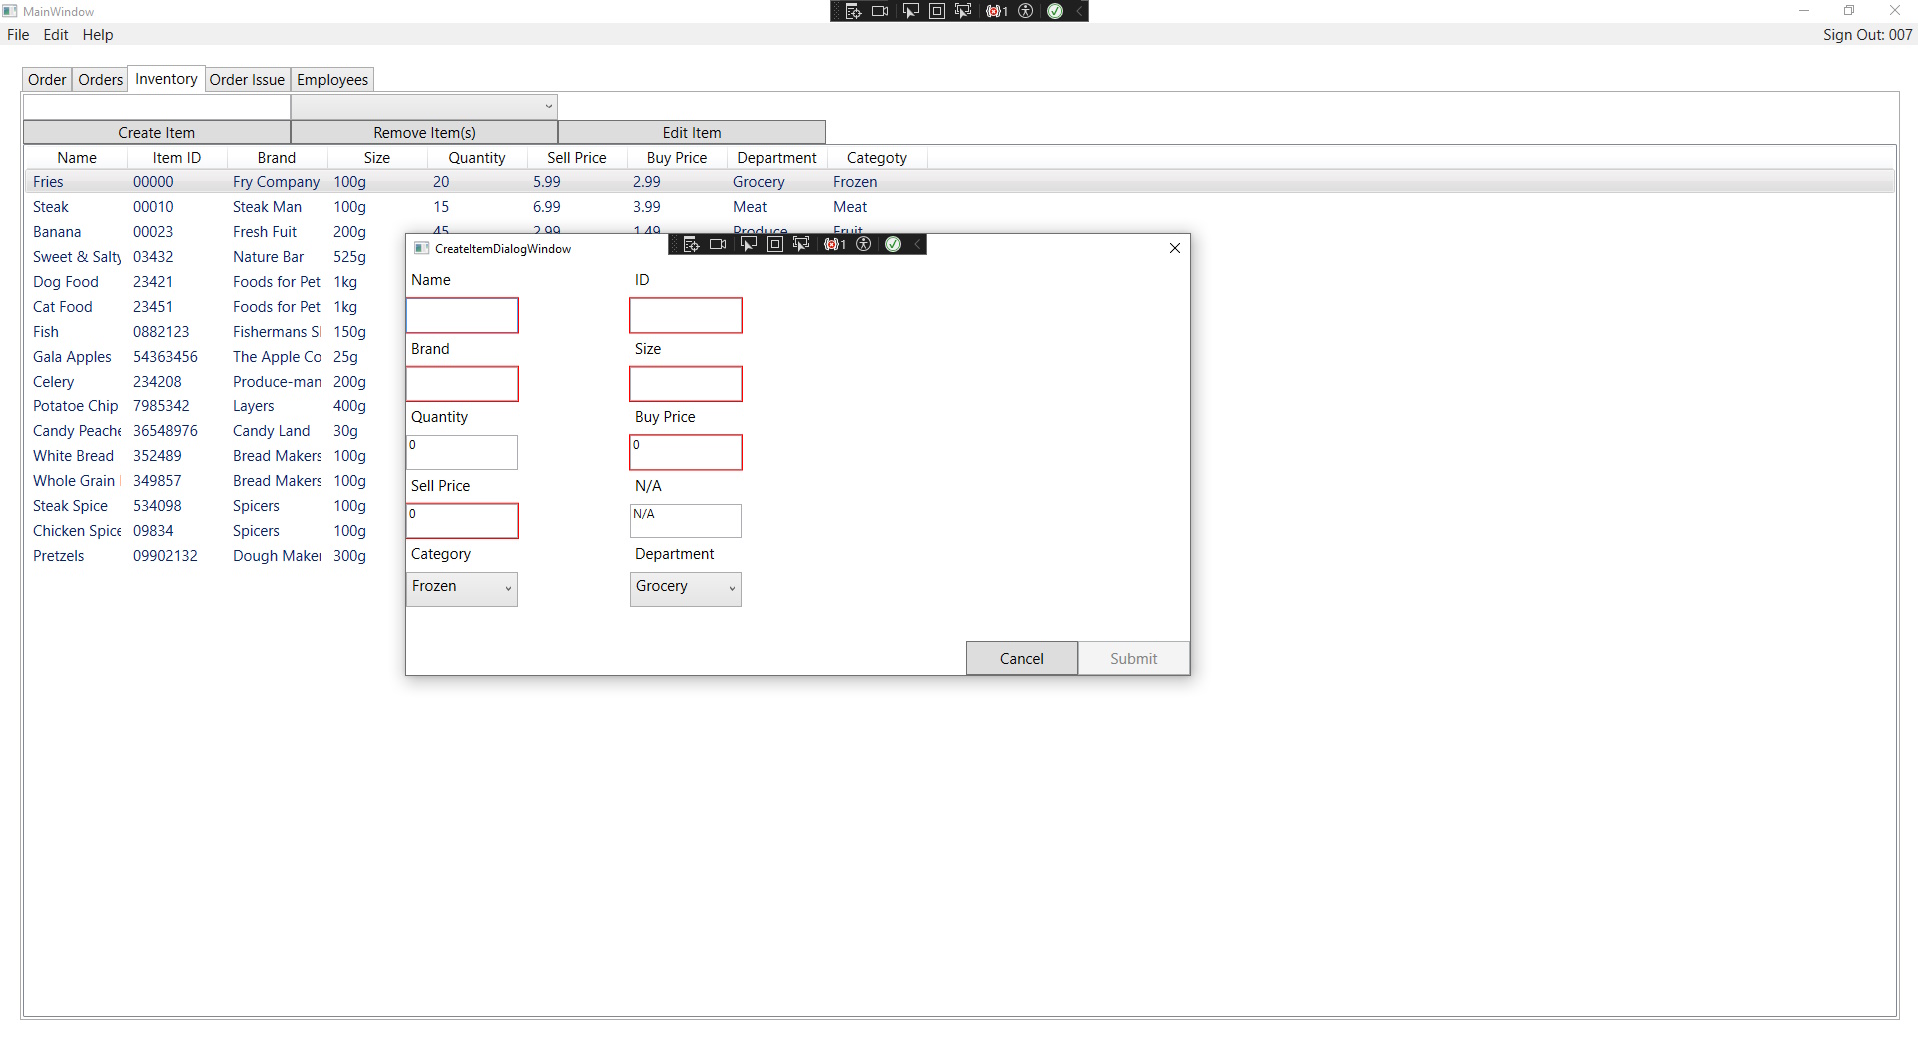 MainWindow
1
File Edit Help
Sign Out: 007
Order Orders Inventory Order Issue Employees
Create Item Remove Item(s) Edit Item
Name Item ID Brand Size Quantity Sell Price Buy Price Department Categoty
Fries 00000 Fry Company 100g 20 5.99 2.99 Grocery Frozen
Steak 00010 Steak Man 100g 15 6.99 3.99 Meat Meat
Banana 00023 Fresh Fuit 200g 45 2.99 1.49 Produce Fruit
Sweet & Salty 03432 Nature Bar 525g
Dog Food 23421 Foods for Pet 1kg
Cat Food 23451 Foods for Pet 1kg
Fish 0882123 Fishermans 150g
Gala Apples 54363456 The Apple Co 25g
Celery 234208 Produce-man 200g
Potatoe Chip 7985342 Layers 400g
Candy Peache 36548976 Candy Land 30g
White Bread 352489 Bread Makers 100g
Whole Grain 349857 Bread Makers 100g
Steak Spice 534098 Spicers 100g
Chicken Spice 09834 Spicers 100g
Pretzels 09902132 Dough Maker 300g
CreateItemDialogWindow
1
Name ID
Brand Size
Quantity Buy Price
0 0
Sell Price N/A
0 N/A
Category Department
Frozen Grocery
Cancel Submit